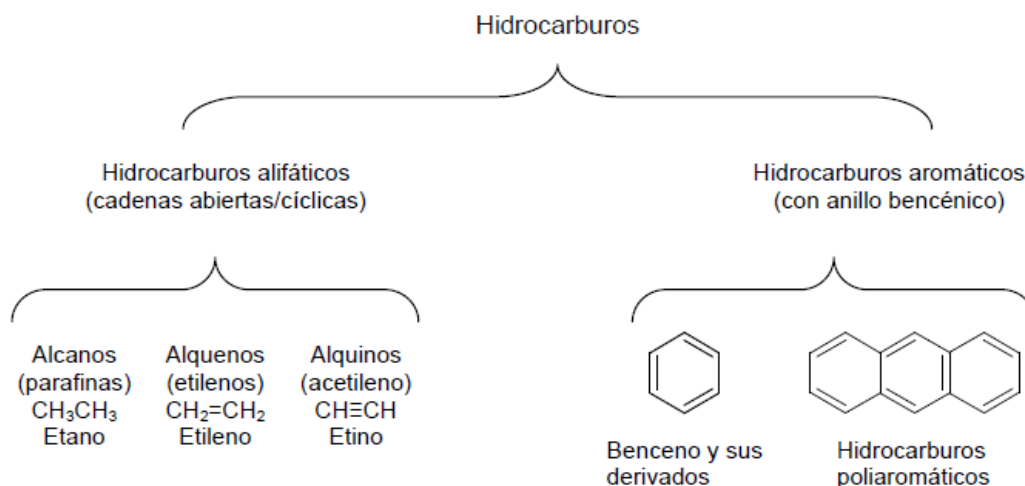 Hidrocarburos
Hidrocarburos alifáticos
(cadenas abiertas/cíclicas)
Hidrocarburos aromáticos
(con anillo bencénico)
Alcanos
(parafinas)
CH₃CH₃
Etano
Alquenos
(etilenos)
CH₂=CH₂
Etileno
Alquinos
(acetileno)
CH≡CH
Etino
Benceno y sus
derivados
Hidrocarburos
poliaromáticos